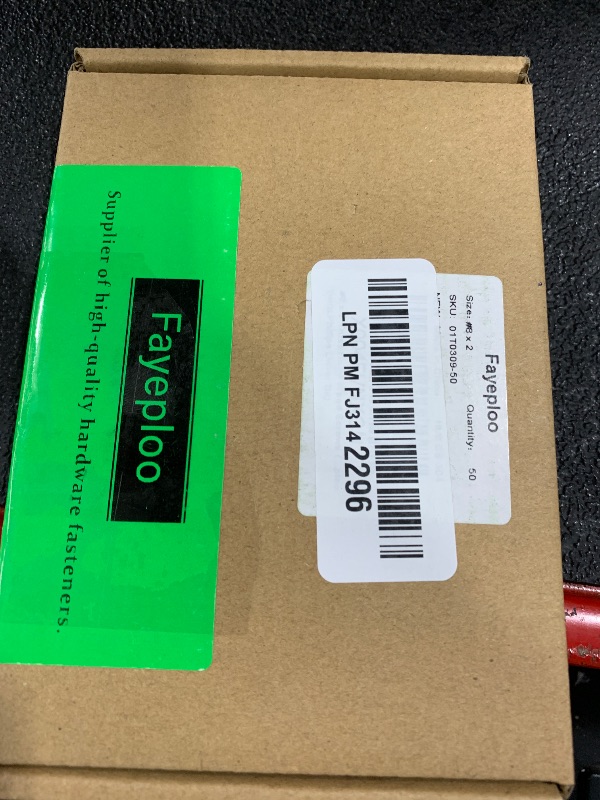 Fayeploo
Supplier of high-quality hardware fasteners.
Fayeploo
Size: #8 x 2 Quantity: 50
SKU: 01T0309-50
LPN PM FJ3142296